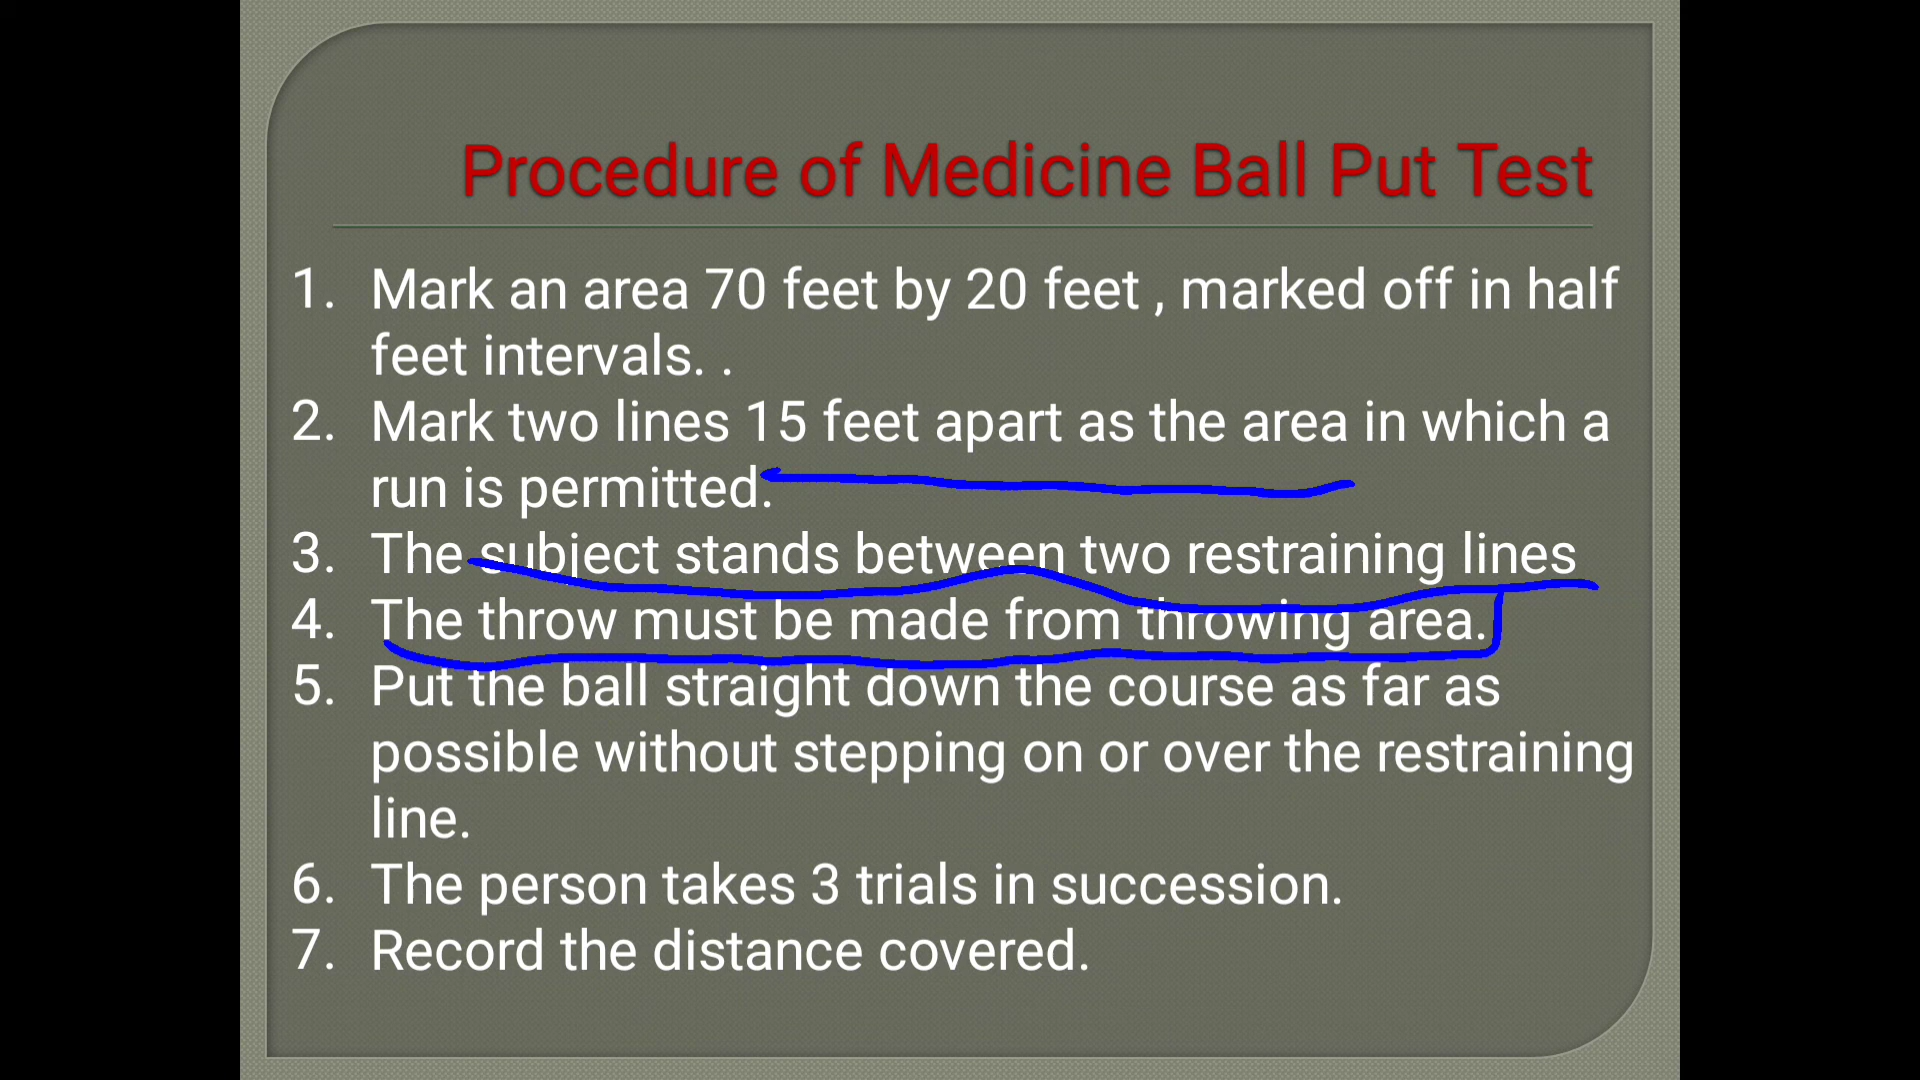 Procedure of Medicine Ball Put Test
1. Mark an area 70 feet by 20 feet , marked off in half
feet intervals. .
2. Mark two lines 15 feet apart as the area in which a
run is permitted.
3. The subject stands between two restraining lines
4. The throw must be made from throwing area.
5. Put the ball straight down the course as far as
possible without stepping on or over the restraining
line.
6. The person takes 3 trials in succession.
7. Record the distance covered.